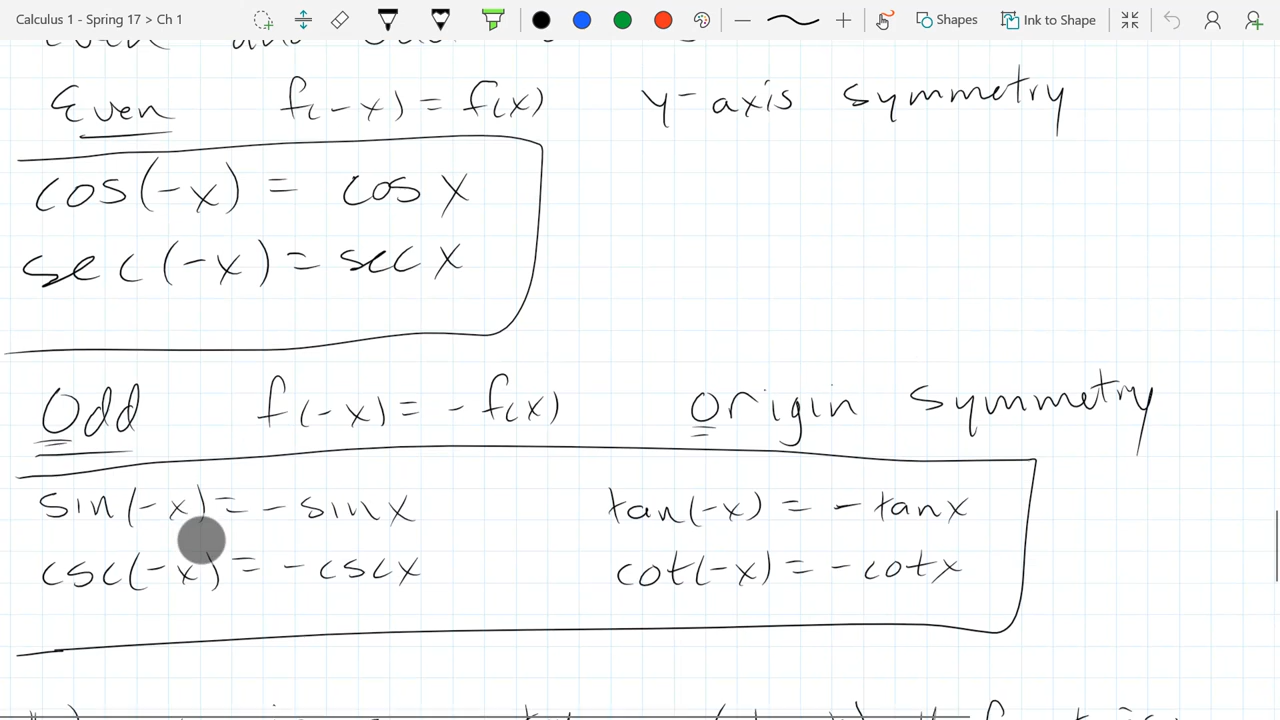 Calculus 1 - Spring 17 > Ch 1
Shapes
Ink to Shape
Even f(-x) = f(x) y-axis symmetry
cos(-x) = cos x
sec(-x) = sec x
Odd f(-x) = -f(x) Origin symmetry
sin(-x) = -sin x tan(-x) = -tan x
csc(-x) = -csc x cot(-x) = -cot x